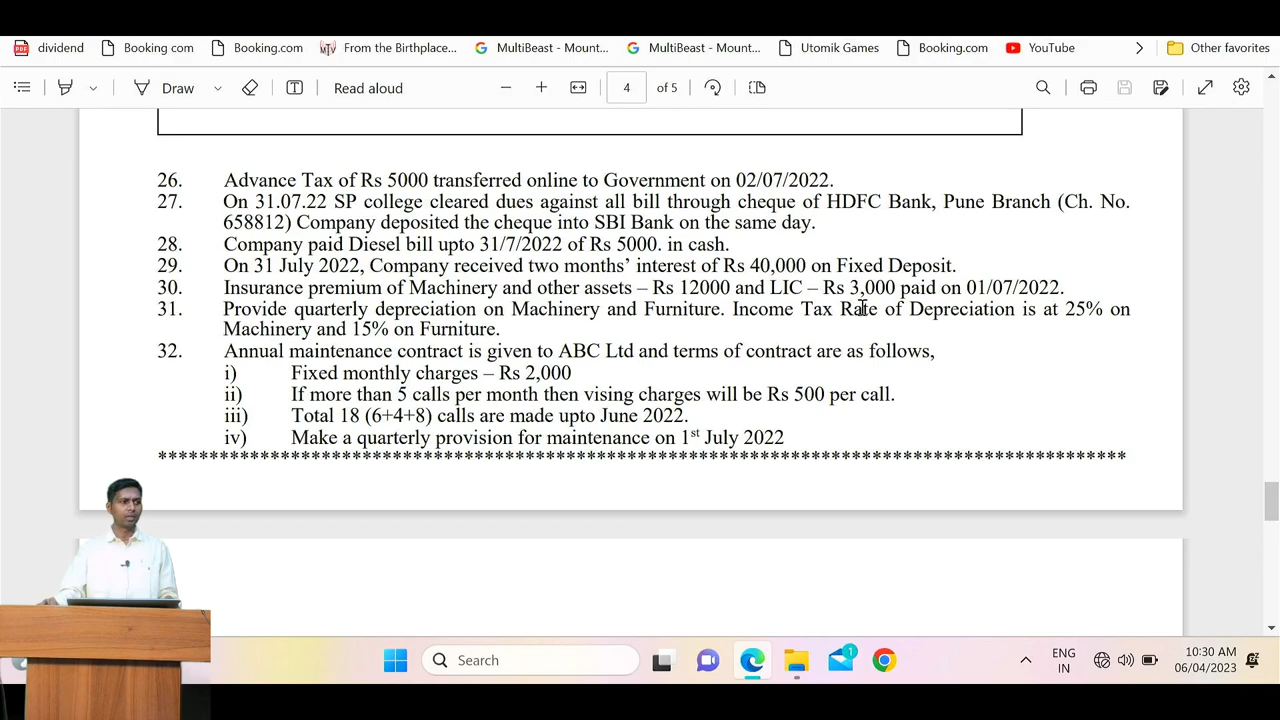 dividend Booking com Booking.com From the Birthplace... MultiBeast - Mount... MultiBeast - Mount... Utomik Games Booking.com YouTube Other favorites
Draw Read aloud 4 of 5
26. Advance Tax of Rs 5000 transferred online to Government on 02/07/2022.
27. On 31.07.22 SP college cleared dues against all bill through cheque of HDFC Bank, Pune Branch (Ch. No.
658812) Company deposited the cheque into SBI Bank on the same day.
28. Company paid Diesel bill upto 31/7/2022 of Rs 5000. in cash.
29. On 31 July 2022, Company received two months' interest of Rs 40,000 on Fixed Deposit.
30. Insurance premium of Machinery and other assets – Rs 12000 and LIC – Rs 3,000 paid on 01/07/2022.
31. Provide quarterly depreciation on Machinery and Furniture. Income Tax Rate of Depreciation is at 25% on
Machinery and 15% on Furniture.
32. Annual maintenance contract is given to ABC Ltd and terms of contract are as follows,
i) Fixed monthly charges – Rs 2,000
ii) If more than 5 calls per month then vising charges will be Rs 500 per call.
iii) Total 18 (6+4+8) calls are made upto June 2022.
iv) Make a quarterly provision for maintenance on 1st July 2022
*********************************************************************************************
Search
ENG
IN
10:30 AM
06/04/2023